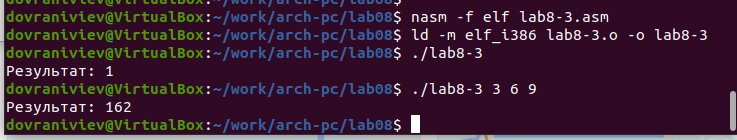 dovraniviev@VirtualBox:~/work/arch-pc/lab08$ nasm -f elf lab8-3.asm
dovraniviev@VirtualBox:~/work/arch-pc/lab08$ ld -m elf_i386 lab8-3.o -o lab8-3
dovraniviev@VirtualBox:~/work/arch-pc/lab08$ ./lab8-3
Результат: 1
dovraniviev@VirtualBox:~/work/arch-pc/lab08$ ./lab8-3 3 6 9
Результат: 162
dovraniviev@VirtualBox:~/work/arch-pc/lab08$